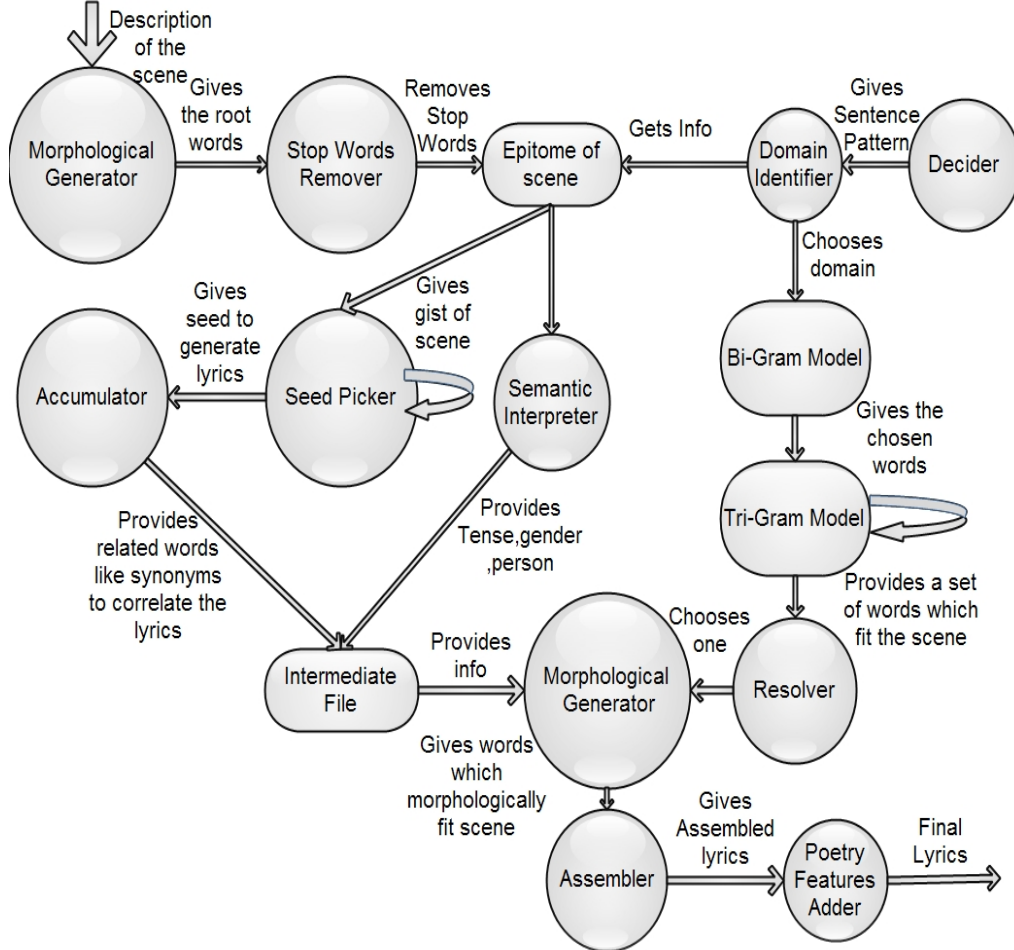 Description
of the
scene
Gives
the root
words
Removes
Stop
Words
Gets Info
Gives
Sentence
Pattern
Morphological
Generator
Stop Words
Remover
Epitome of
scene
Domain
Identifier
Decider
Chooses
domain
Gives
seed to
generate
lyrics
Gives
gist of
scene
Accumulator
Seed Picker
Semantic
Interpreter
Bi-Gram Model
Gives the
chosen
words
Tri-Gram Model
Provides
related words
like synonyms
to correlate the
lyrics
Provides
Tense,gender
,person
Provides a set
of words which
fit the scene
Intermediate
File
Provides
info
Morphological
Generator
Chooses
one
Resolver
Gives words
which
morphologically
fit scene
Assembler
Gives
Assembled
lyrics
Poetry
Features
Adder
Final
Lyrics